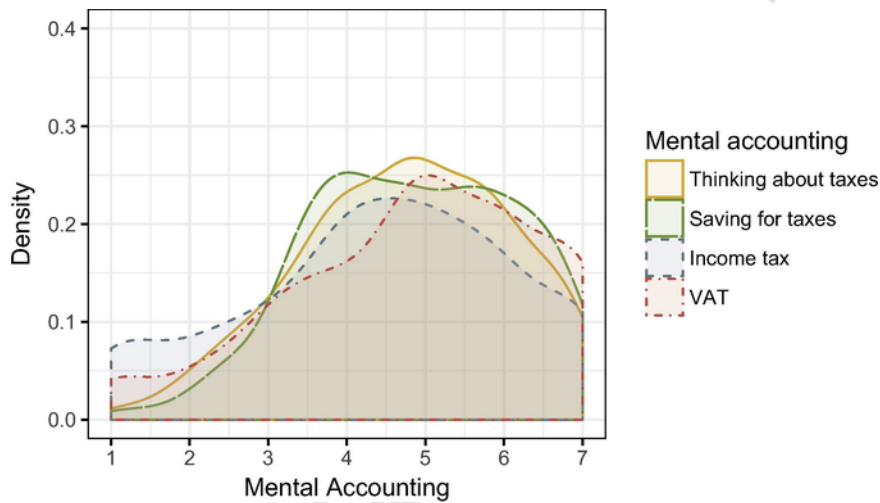 0.4
0.3
0.2
0.1
0.0
Density
1 2 3 4 5 6 7
Mental Accounting
Mental accounting
Thinking about taxes
Saving for taxes
Income tax
VAT